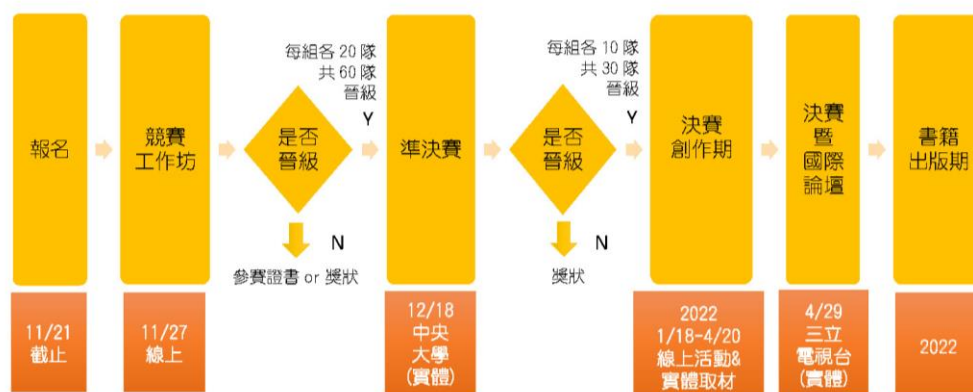 報名
競賽
工作坊
每組各 20 隊
共 60 隊
晉級
Y
是否
晉級
N
參賽證書 or 獎狀
準決賽
每組各 10 隊
共 30 隊
晉級
Y
是否
晉級
N
獎狀
決賽
創作期
決賽
暨
國際
論壇
書籍
出版期
11/21
截止
11/27
線上
12/18
中央
大學
(實體)
2022
1/18-4/20
線上活動&
實體取材
4/29
三立
電視台
(實體)
2022